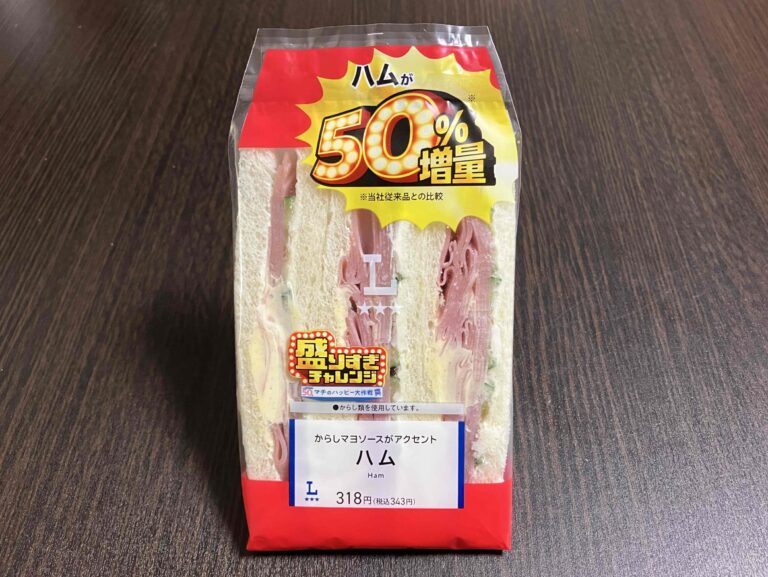 ハムが
50%増量※
※当社従来品との比較
L
盛りすぎ
チャレンジ
50 マチのハッピー大作戦
●からし類を使用しています。
からしマヨソースがアクセント
ハム
Ham
L
318円(税込343円)